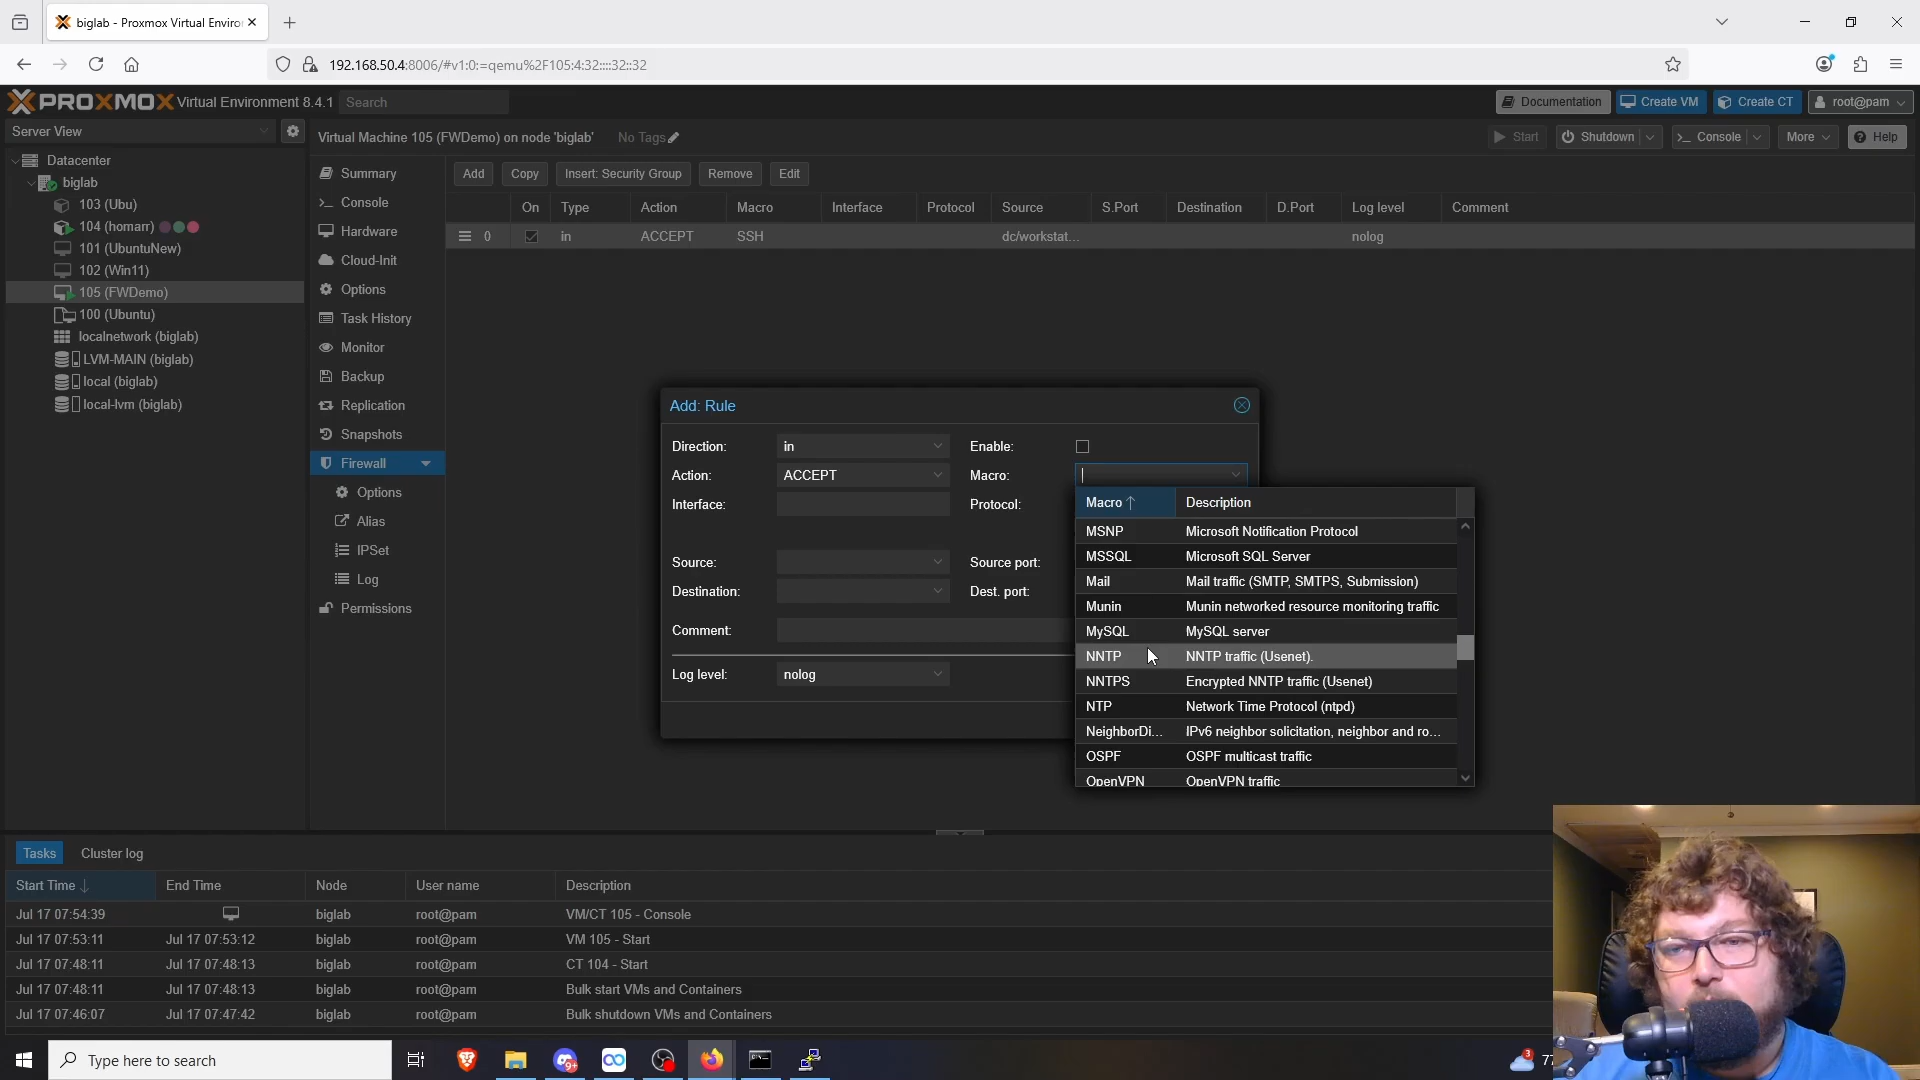 biglab - Proxmox Virtual Enviro
192.168.50.4:8006/#v1:0:=qemu%2F105:4:32::::32::32
PROXMOX Virtual Environment 8.4.1 Search
Documentation Create VM Create CT root@pam
Server View
Virtual Machine 105 (FWDemo) on node 'biglab' No Tags
Start Shutdown Console More Help
Datacenter
biglab
103 (Ubu)
104 (homarr)
101 (UbuntuNew)
102 (Win11)
105 (FWDemo)
100 (Ubuntu)
localnetwork (biglab)
LVM-MAIN (biglab)
local (biglab)
local-lvm (biglab)
Summary
Console
Hardware
Cloud-Init
Options
Task History
Monitor
Backup
Replication
Snapshots
Firewall
Options
Alias
IPSet
Log
Permissions
Add Copy Insert: Security Group Remove Edit
On Type Action Macro Interface Protocol Source S.Port Destination D.Port Log level Comment
0 in ACCEPT SSH dc/workstat... nolog
Add: Rule
Direction: in Enable:
Action: ACCEPT Macro:
Interface: Protocol:
Source: Source port:
Destination: Dest. port:
Comment:
Log level: nolog
Macro Description
MSNP Microsoft Notification Protocol
MSSQL Microsoft SQL Server
Mail Mail traffic (SMTP, SMTPS, Submission)
Munin Munin networked resource monitoring traffic
MySQL MySQL server
NNTP NNTP traffic (Usenet).
NNTPS Encrypted NNTP traffic (Usenet)
NTP Network Time Protocol (ntpd)
NeighborDi... IPv6 neighbor solicitation, neighbor and ro...
OSPF OSPF multicast traffic
OpenVPN OpenVPN traffic
Tasks Cluster log
Start Time End Time Node User name Description
Jul 17 07:54:39 biglab root@pam VM/CT 105 - Console
Jul 17 07:53:11 Jul 17 07:53:12 biglab root@pam VM 105 - Start
Jul 17 07:48:11 Jul 17 07:48:13 biglab root@pam CT 104 - Start
Jul 17 07:48:11 Jul 17 07:48:13 biglab root@pam Bulk start VMs and Containers
Jul 17 07:46:07 Jul 17 07:47:42 biglab root@pam Bulk shutdown VMs and Containers
Type here to search
9+
3
77